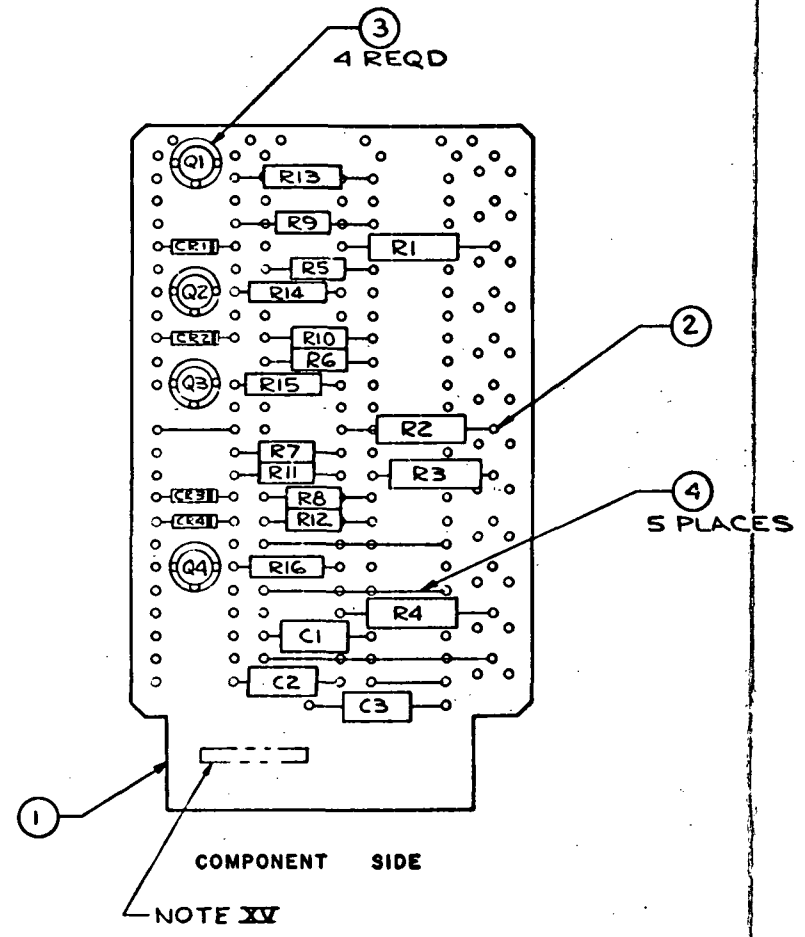 3
4 REQD
Q1
R13
R9
CR1
R1
R5
Q2
R14
CR2
R10
R6
2
Q3
R15
R2
R7
R11
R3
CR3
R8
4
5 PLACES
CR4
R12
Q4
R16
R4
C1
C2
C3
1
COMPONENT SIDE
NOTE XV